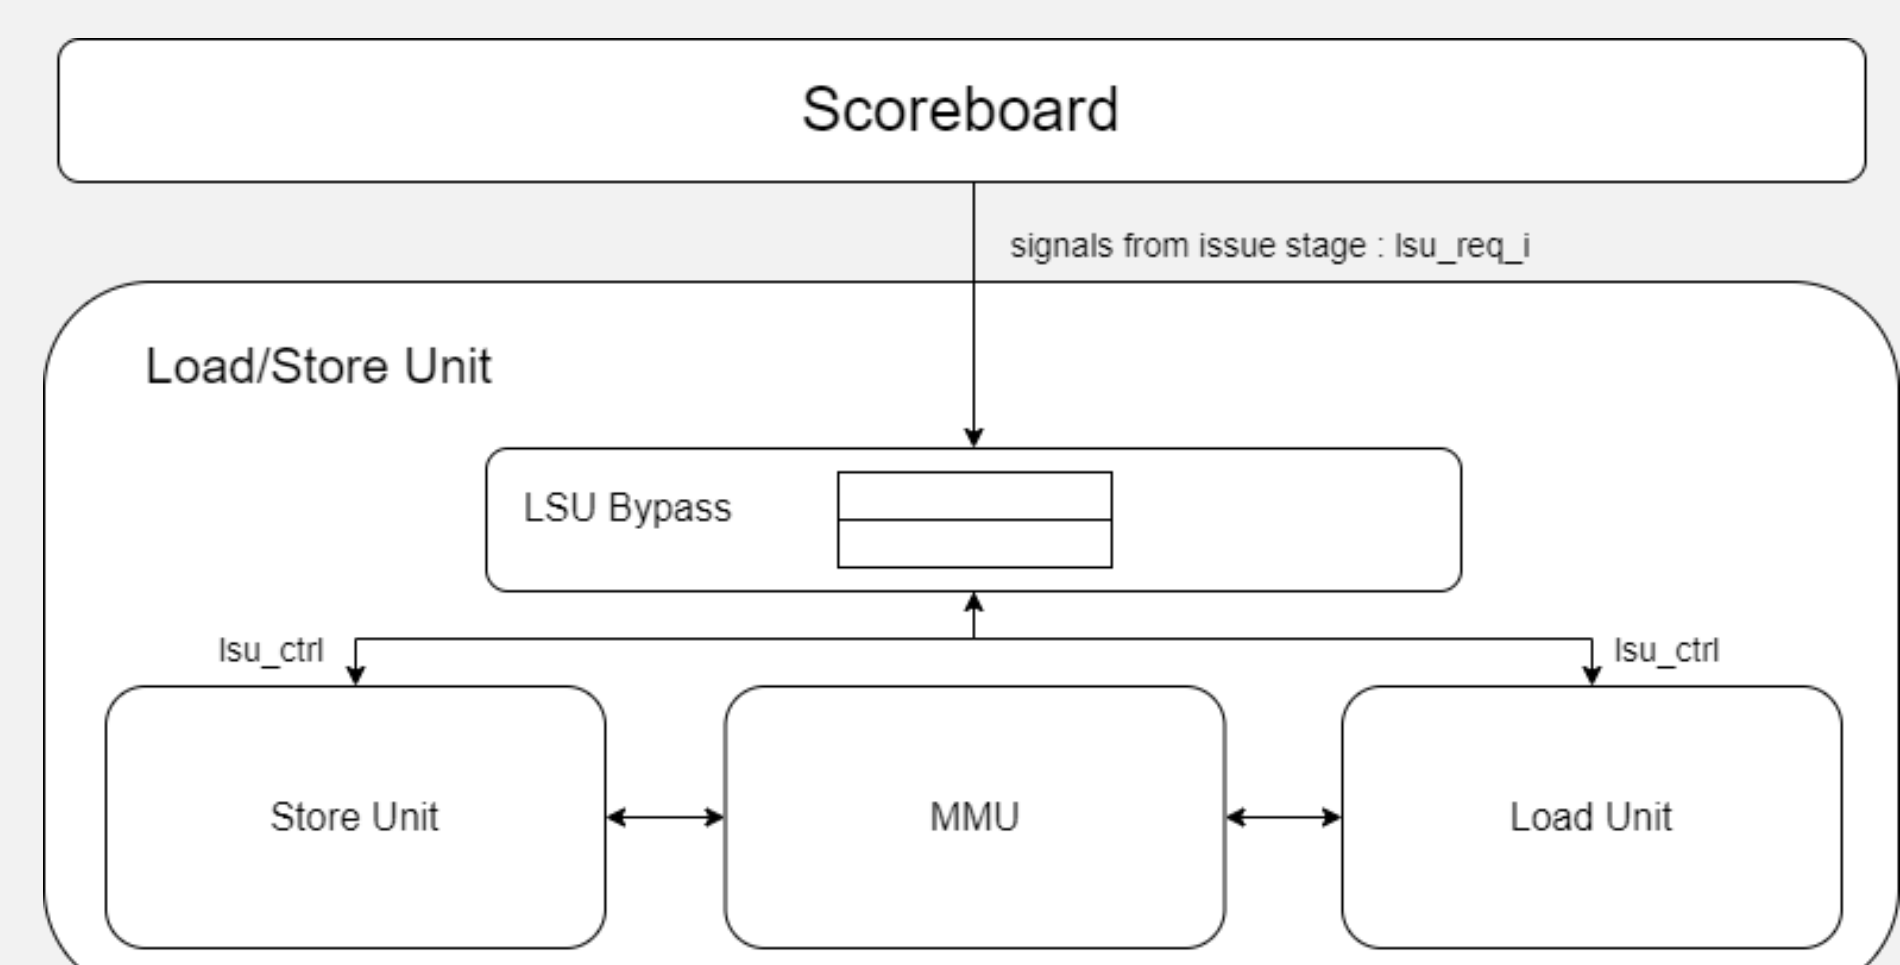 Scoreboard
signals from issue stage : lsu_req_i
Load/Store Unit
LSU Bypass
lsu_ctrl
lsu_ctrl
Store Unit
MMU
Load Unit